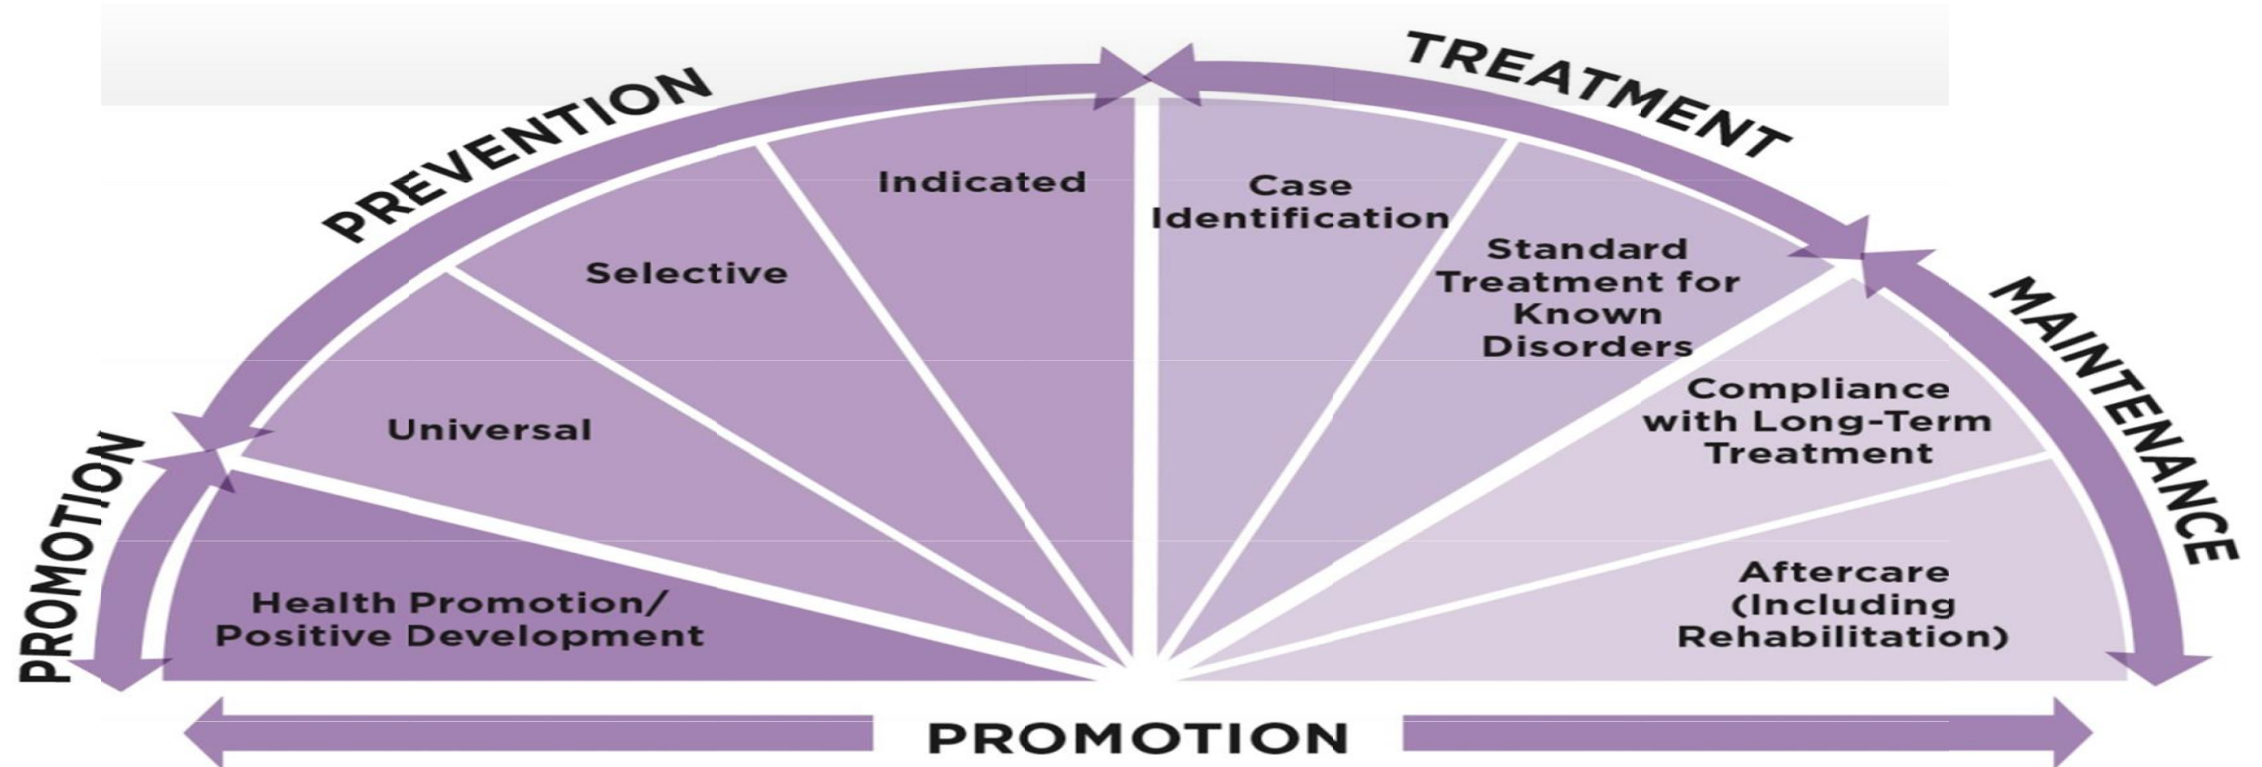 PROMOTION
PREVENTION
TREATMENT
MAINTENANCE
Health Promotion/
Positive Development
Universal
Selective
Indicated
Case
Identification
Standard
Treatment for
Known
Disorders
Compliance
with Long-Term
Treatment
Aftercare
(Including
Rehabilitation)
PROMOTION